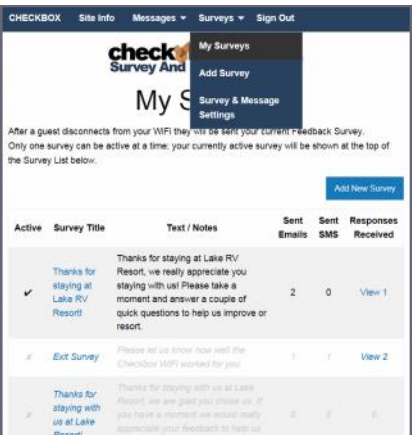 CHECKBOX Site Info Messages Surveys Sign Out
My Surveys
Add Survey
Survey & Message
Settings
check
Survey And
My S
After a guest disconnects from your WiFi they will be sent your current Feedback Survey.
Only one survey can be active at a time; your currently active survey will be shown at the top of
the Survey List below.
Add New Survey
Active Survey Title Text / Notes Sent Emails Sent SMS Responses Received
✔ Thanks for staying at Lake RV Resort!
Thanks for staying at Lake RV
Resort, we really appreciate you
staying with us! Please take a
moment and answer a couple of
quick questions to help us improve or
resort.
2 0 View 1
x Exit Survey
Please let us know how well the
Checkbox WiFi worked for you!
1 1 View 2
x Thanks for staying with us at Lake Resort!
Thanks for staying with us at Lake
Resort, we are glad you chose us. If
you have a moment we would really
appreciate your feedback to help us
0 0 0